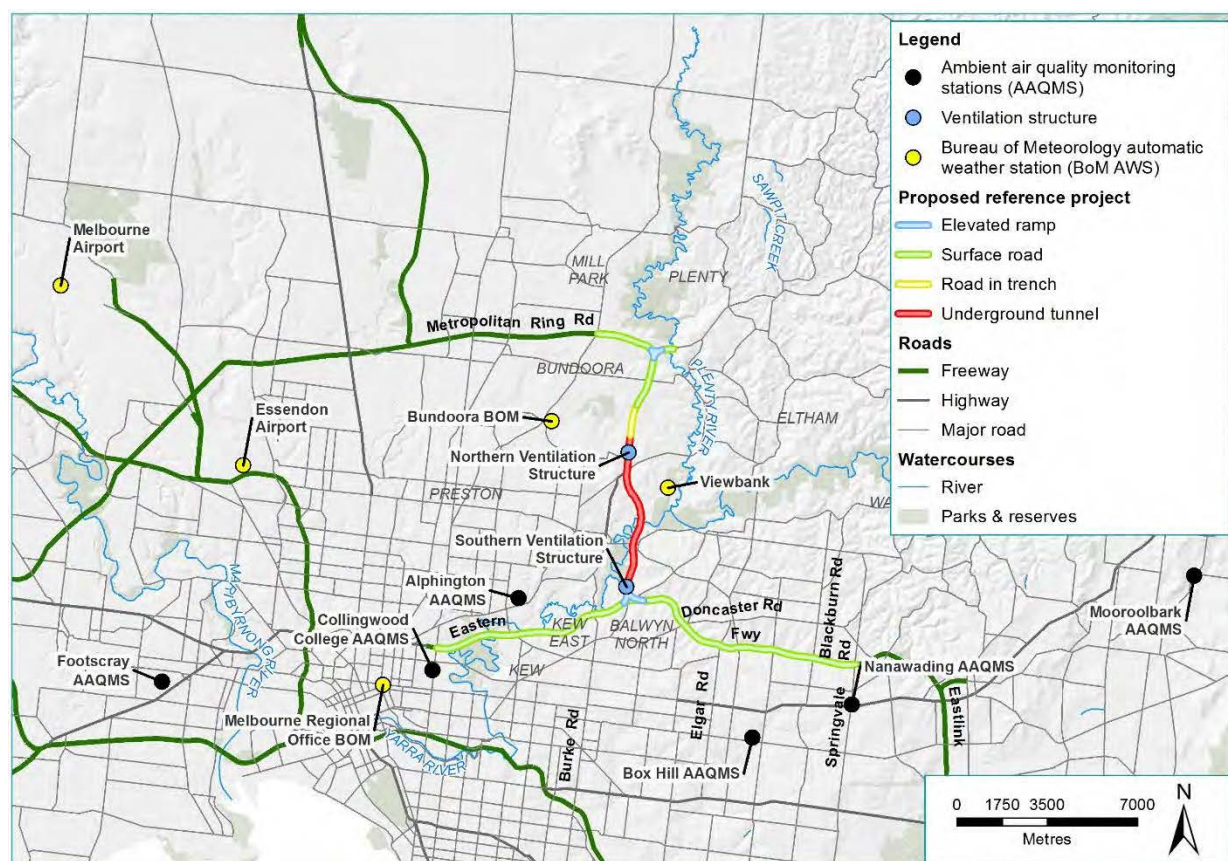 Legend
Ambient air quality monitoring
stations (AAQMS)
Ventilation structure
Bureau of Meteorology automatic
weather station (BoM AWS)
Proposed reference project
Elevated ramp
Surface road
Road in trench
Underground tunnel
Roads
Freeway
Highway
Major road
Watercourses
River
Parks & reserves
SAWPIT CREEK
Melbourne
Airport
MILL
PARK
PLENTY
Metropolitan Ring Rd
BUNDOORA
PLENTY RIVER
Essendon
Airport
Bundoora BOM
ELTHAM
Northern Ventilation
Structure
PRESTON
Viewbank
WA
Southern Ventilation
Structure
Alphington
AAQMS
Doncaster Rd
Blackburn Rd
Mooroolbark
AAQMS
MARIBYRNONG RIVER
Collingwood
College AAQMS
Eastern
KEW
EAST
BALWYN
NORTH
Fwy
Footscray
AAQMS
KEW
Nanawading AAQMS
Melbourne Regional
Office BOM
YARRA RIVER
Burke Rd
Elgar Rd
Springvale
Rd
Eastlink
Box Hill AAQMS
N
0 1750 3500 7000
Metres